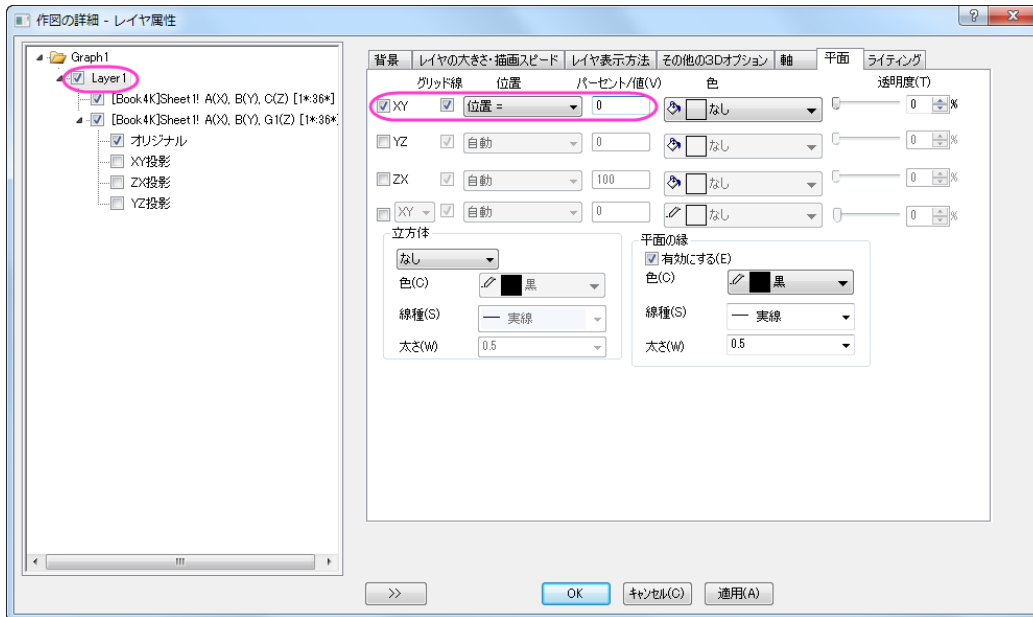 作図の詳細 - レイヤ属性
Graph1
Layer1
[Book4K]Sheet1! A(X), B(Y), C(Z) [1*:36*]
[Book4K]Sheet1! A(X), B(Y), G1(Z) [1*:36*]
オリジナル
XY投影
ZX投影
YZ投影
背景 レイヤの大きさ・描画スピード レイヤ表示方法 その他の3Dオプション 軸 平面 ライティング
グリッド線 位置 パーセント/値(V) 色 透明度(T)
XY 位置 = 0 なし 0 %
YZ 自動 0 なし 0 %
ZX 自動 100 なし 0 %
XY 自動 0 なし 0 %
立方体
なし
色(C) 黒
線種(S) 実線
太さ(W) 0.5
平面の縁
有効にする(E)
色(C) 黒
線種(S) 実線
太さ(W) 0.5
>> OK キャンセル(C) 適用(A)